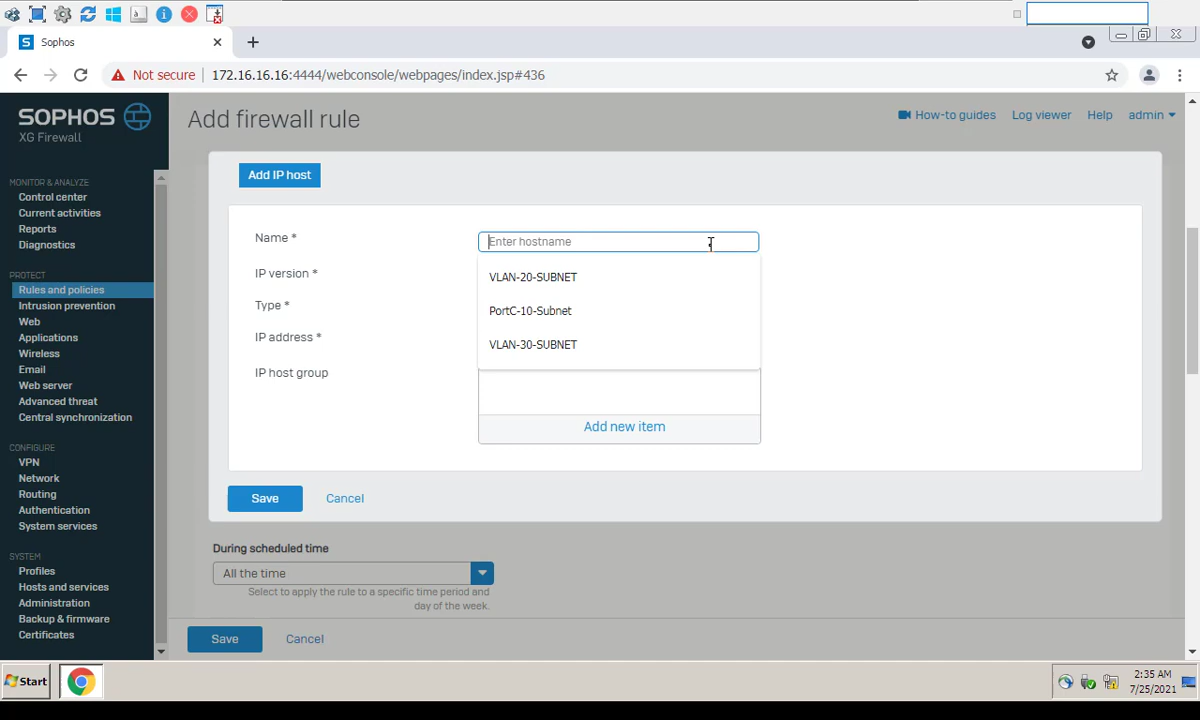 Sophos
Not secure
172.16.16.16:4444/webconsole/webpages/index.jsp#436
SOPHOS
XG Firewall
Add firewall rule
How-to guides
Log viewer
Help
admin
MONITOR & ANALYZE
Control center
Current activities
Reports
Diagnostics
PROTECT
Rules and policies
Intrusion prevention
Web
Applications
Wireless
Email
Web server
Advanced threat
Central synchronization
CONFIGURE
VPN
Network
Routing
Authentication
System services
SYSTEM
Profiles
Hosts and services
Administration
Backup & firmware
Certificates
Add IP host
Name *
Enter hostname
IP version *
VLAN-20-SUBNET
Type *
PortC-10-Subnet
IP address *
VLAN-30-SUBNET
IP host group
Add new item
Save
Cancel
During scheduled time
All the time
Select to apply the rule to a specific time period and
day of the week.
Save
Cancel
Start
2:35 AM
7/25/2021